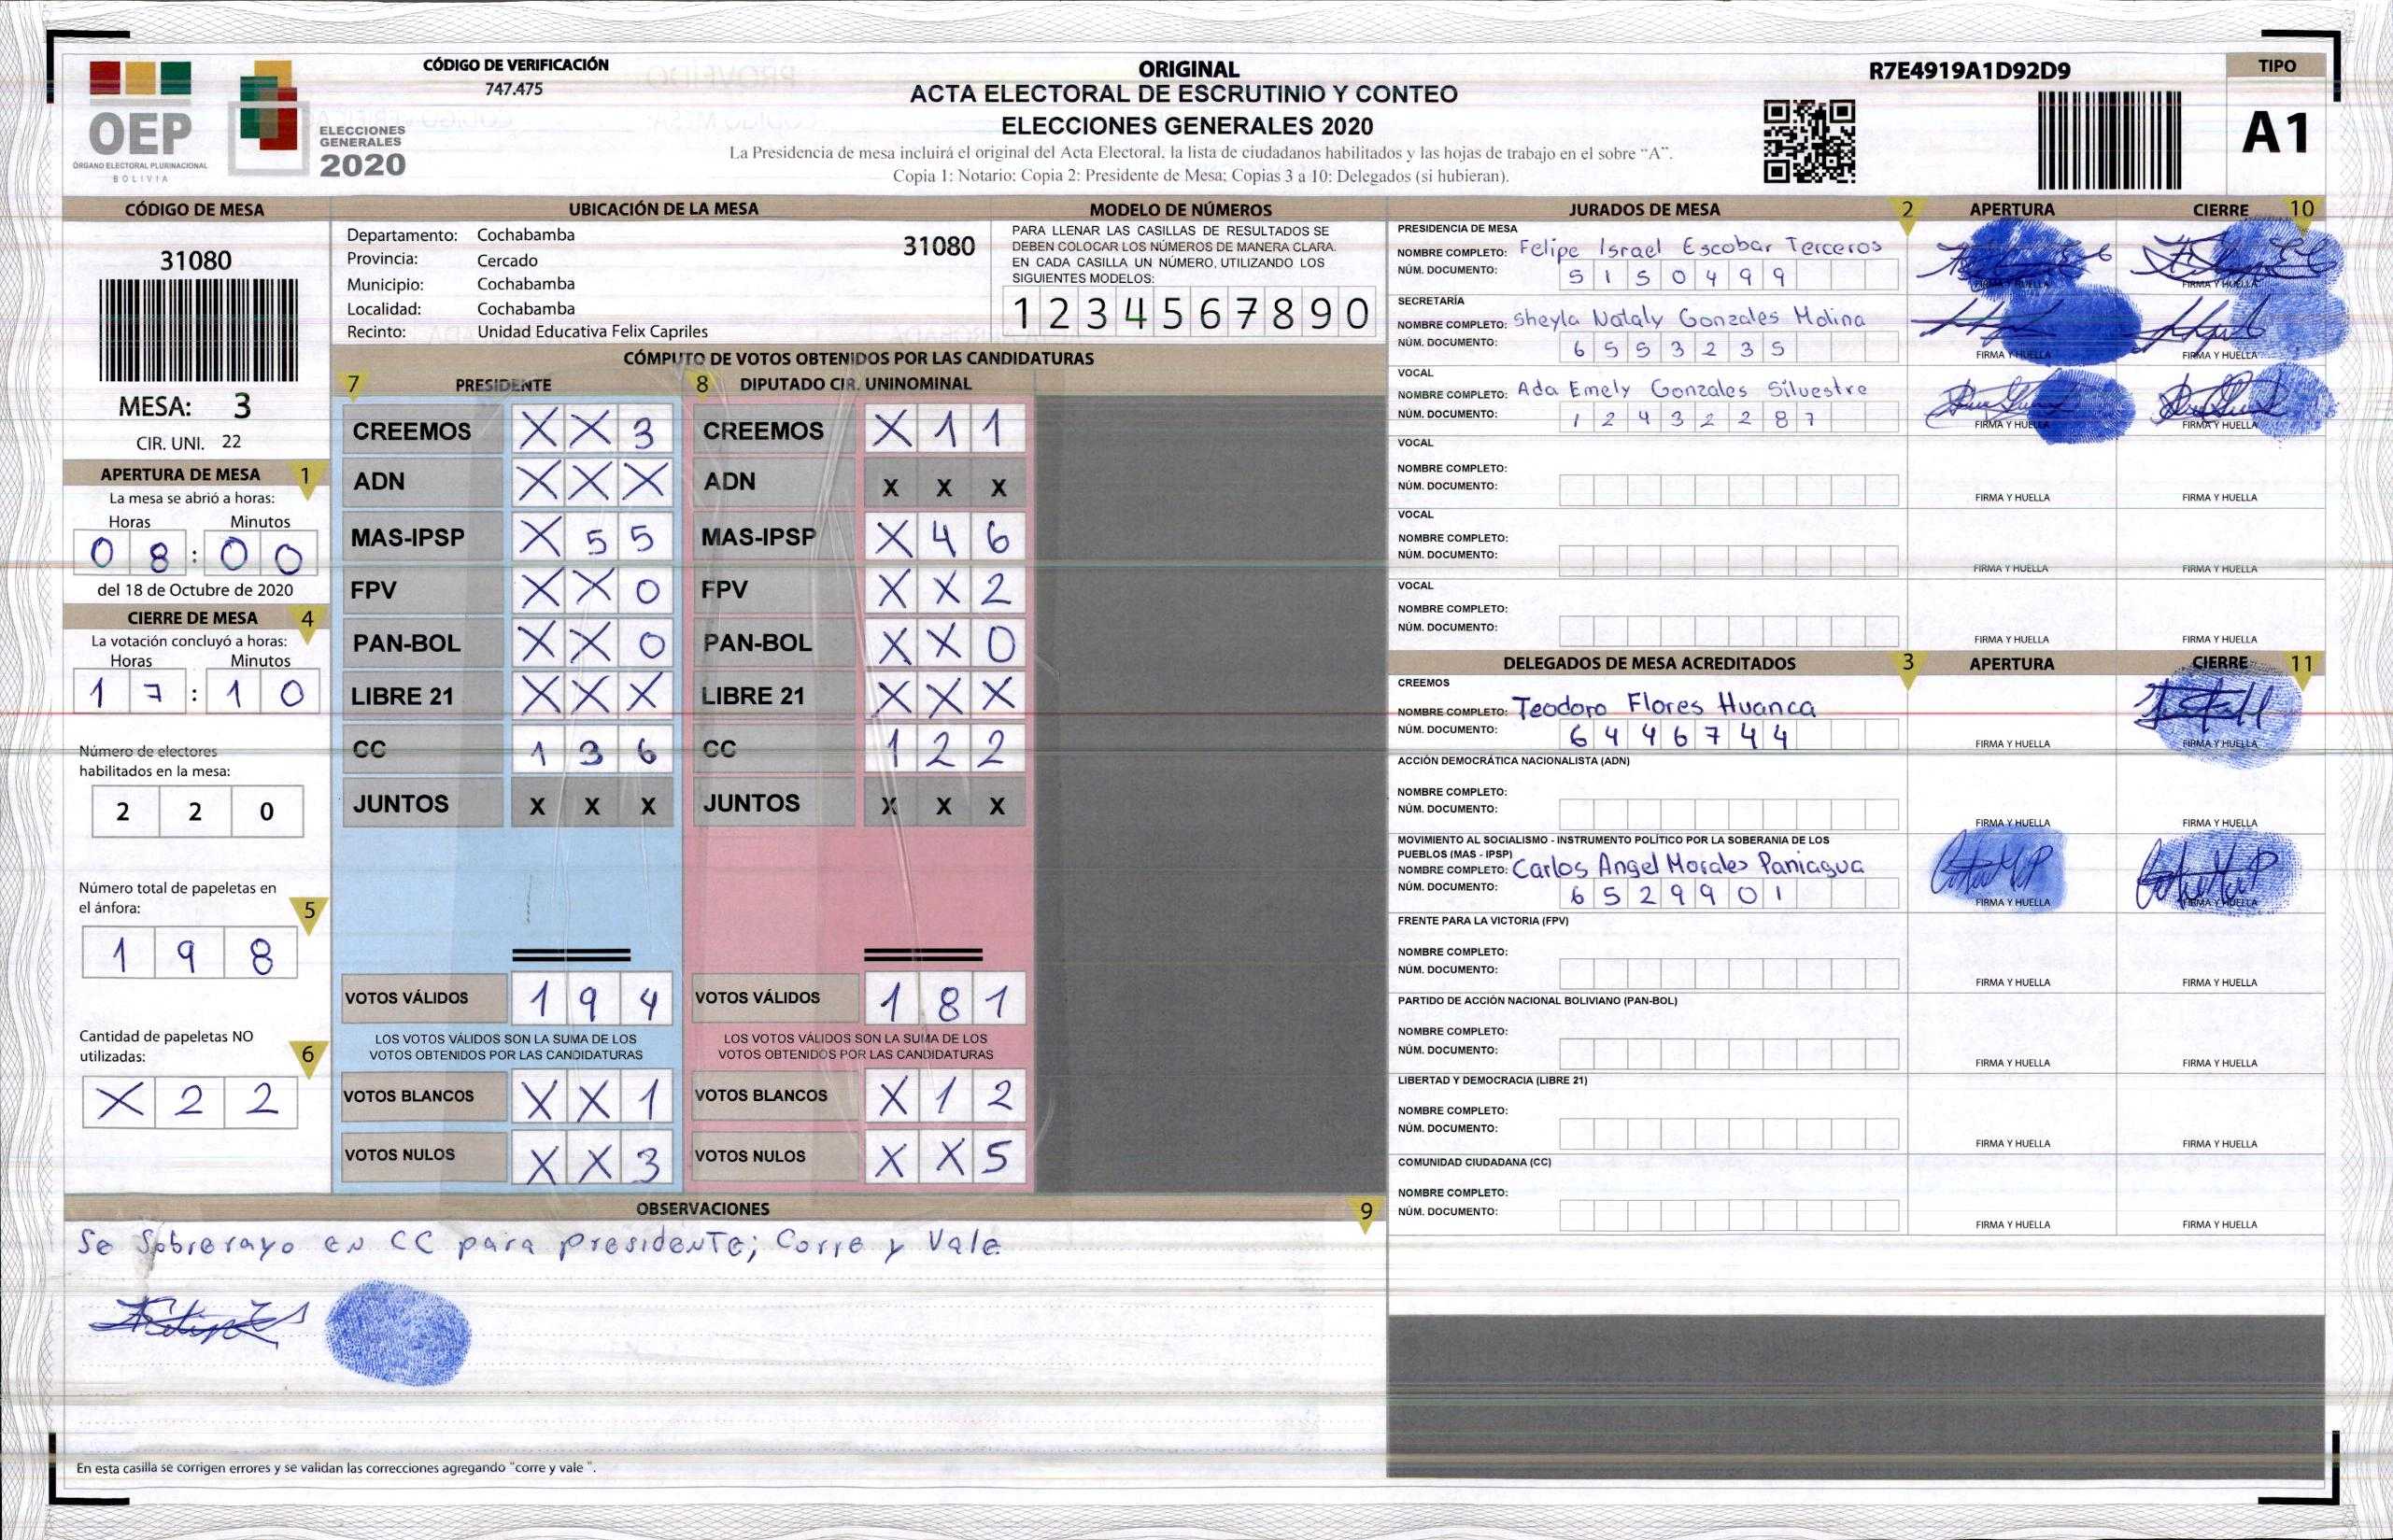 OEP
ÓRGANO ELECTORAL PLURINACIONAL
BOLIVIA
ELECCIONES
GENERALES
2020
CÓDIGO DE VERIFICACIÓN
747.475
ORIGINAL
ACTA ELECTORAL DE ESCRUTINIO Y CONTEO
ELECCIONES GENERALES 2020
La Presidencia de mesa incluirá el original del Acta Electoral, la lista de ciudadanos habilitados y las hojas de trabajo en el sobre “A”.
Copia 1: Notario; Copia 2: Presidente de Mesa; Copias 3 a 10: Delegados (si hubieran).
R7E4919A1D92D9
TIPO
A1
CÓDIGO DE MESA
31080
MESA: 3
CIR. UNI. 22
APERTURA DE MESA 1
La mesa se abrió a horas:
Horas Minutos
0 8 : 0 0
del 18 de Octubre de 2020
CIERRE DE MESA 4
La votación concluyó a horas:
Horas Minutos
1 7 : 1 0
Número de electores
habilitados en la mesa:
2 2 0
Número total de papeletas en
el ánfora: 5
1 9 8
Cantidad de papeletas NO
utilizadas: 6
X 2 2
UBICACIÓN DE LA MESA
Departamento: Cochabamba 31080
Provincia: Cercado
Municipio: Cochabamba
Localidad: Cochabamba
Recinto: Unidad Educativa Felix Capriles
MODELO DE NÚMEROS
PARA LLENAR LAS CASILLAS DE RESULTADOS SE
DEBEN COLOCAR LOS NÚMEROS DE MANERA CLARA.
EN CADA CASILLA UN NÚMERO, UTILIZANDO LOS
SIGUIENTES MODELOS:
1 2 3 4 5 6 7 8 9 0
CÓMPUTO DE VOTOS OBTENIDOS POR LAS CANDIDATURAS
7 PRESIDENTE 8 DIPUTADO CIR. UNINOMINAL
CREEMOS X X 3 CREEMOS X 1 1
ADN X X X ADN X X X
MAS-IPSP X 5 5 MAS-IPSP X 4 6
FPV X X 0 FPV X X 2
PAN-BOL X X 0 PAN-BOL X X 0
LIBRE 21 X X X LIBRE 21 X X X
CC 1 3 6 CC 1 2 2
JUNTOS X X X JUNTOS X X X
VOTOS VÁLIDOS 1 9 4 VOTOS VÁLIDOS 1 8 1
LOS VOTOS VÁLIDOS SON LA SUMA DE LOS LOS VOTOS VÁLIDOS SON LA SUMA DE LOS
VOTOS OBTENIDOS POR LAS CANDIDATURAS VOTOS OBTENIDOS POR LAS CANDIDATURAS
VOTOS BLANCOS X X 1 VOTOS BLANCOS X 1 2
VOTOS NULOS X X 3 VOTOS NULOS X X 5
OBSERVACIONES 9
Se Sobrerayo en CC para presidente; Corre y Vale
En esta casilla se corrigen errores y se validan las correcciones agregando "corre y vale ".
JURADOS DE MESA 2 APERTURA CIERRE 10
PRESIDENCIA DE MESA
NOMBRE COMPLETO: Felipe Israel Escobar Terceros
NÚM. DOCUMENTO: 5 1 5 0 4 9 9
FIRMA Y HUELLA FIRMA Y HUELLA
SECRETARÍA
NOMBRE COMPLETO: Sheyla Nataly Gonzales Molina
NÚM. DOCUMENTO: 6 5 5 3 2 3 5
FIRMA Y HUELLA FIRMA Y HUELLA
VOCAL
NOMBRE COMPLETO: Ada Emely Gonzales Silvestre
NÚM. DOCUMENTO: 1 2 4 3 2 2 8 7
FIRMA Y HUELLA FIRMA Y HUELLA
VOCAL
NOMBRE COMPLETO:
NÚM. DOCUMENTO:
FIRMA Y HUELLA FIRMA Y HUELLA
VOCAL
NOMBRE COMPLETO:
NÚM. DOCUMENTO:
FIRMA Y HUELLA FIRMA Y HUELLA
VOCAL
NOMBRE COMPLETO:
NÚM. DOCUMENTO:
FIRMA Y HUELLA FIRMA Y HUELLA
DELEGADOS DE MESA ACREDITADOS 3 APERTURA CIERRE 11
CREEMOS
NOMBRE COMPLETO: Teodoro Flores Huanca
NÚM. DOCUMENTO: 6 4 4 6 7 4 4
FIRMA Y HUELLA FIRMA Y HUELLA
ACCIÓN DEMOCRÁTICA NACIONALISTA (ADN)
NOMBRE COMPLETO:
NÚM. DOCUMENTO:
FIRMA Y HUELLA FIRMA Y HUELLA
MOVIMIENTO AL SOCIALISMO - INSTRUMENTO POLÍTICO POR LA SOBERANIA DE LOS
PUEBLOS (MAS - IPSP)
NOMBRE COMPLETO: Carlos Angel Morales Paniagua
NÚM. DOCUMENTO: 6 5 2 9 9 0 1
FIRMA Y HUELLA FIRMA Y HUELLA
FRENTE PARA LA VICTORIA (FPV)
NOMBRE COMPLETO:
NÚM. DOCUMENTO:
FIRMA Y HUELLA FIRMA Y HUELLA
PARTIDO DE ACCIÓN NACIONAL BOLIVIANO (PAN-BOL)
NOMBRE COMPLETO:
NÚM. DOCUMENTO:
FIRMA Y HUELLA FIRMA Y HUELLA
LIBERTAD Y DEMOCRACIA (LIBRE 21)
NOMBRE COMPLETO:
NÚM. DOCUMENTO:
FIRMA Y HUELLA FIRMA Y HUELLA
COMUNIDAD CIUDADANA (CC)
NOMBRE COMPLETO:
NÚM. DOCUMENTO:
FIRMA Y HUELLA FIRMA Y HUELLA